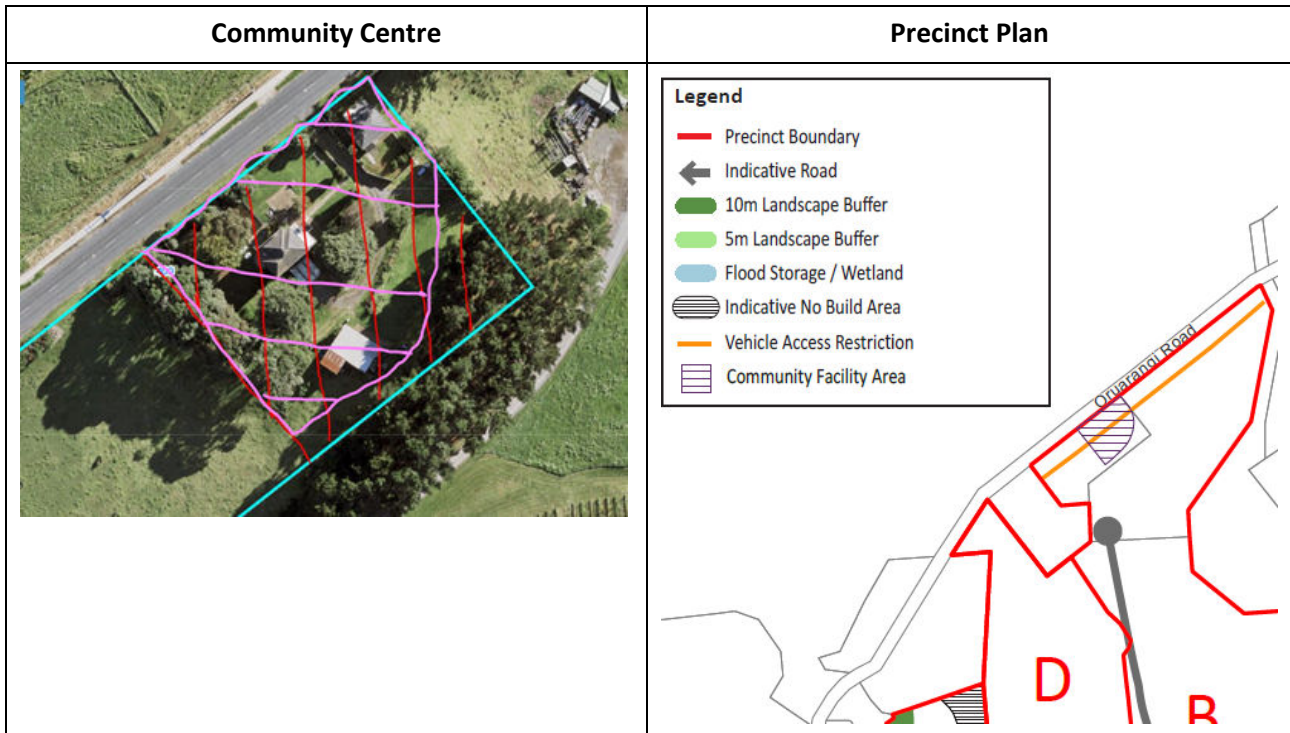 Community Centre
Precinct Plan
Legend
Precinct Boundary
Indicative Road
10m Landscape Buffer
5m Landscape Buffer
Flood Storage / Wetland
Indicative No Build Area
Vehicle Access Restriction
Community Facility Area
Oruarangi Road
D
B